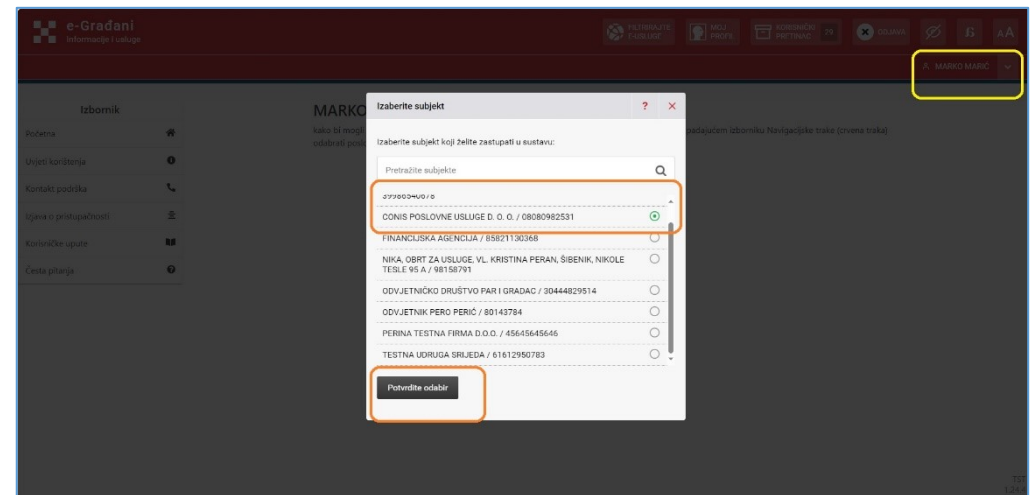 e-Građani
Informacije i usluge
FILTRIRAJTE
E-USLUGE
MOJ
PROFIL
KORISNIČKI
PRETINAC
29
ODJAVA
AA
MARKO MARIĆ
Izbornik
Početna
Uvjeti korištenja
Kontakt podrška
Izjava o pristupačnosti
Korisničke upute
Česta pitanja
MARKO
kako bi mogli
odabrati
padajućem izborniku Navigacijske trake (crvena traka)
Izaberite subjekt
?
×
Izaberite subjekt koji želite zastupati u sustavu:
Pretražite subjekte
39986540678
CONIS POSLOVNE USLUGE D. O. O. / 08080982531
FINANCIJSKA AGENCIJA / 85821130368
NIKA, OBRT ZA USLUGE, VL. KRISTINA PERAN, ŠIBENIK, NIKOLE
TESLE 95 A / 98158791
ODVJETNIČKO DRUŠTVO PAR I GRADAC / 30444829514
ODVJETNIK PERO PERIĆ / 80143784
PERINA TESTNA FIRMA D.O.O. / 45645645646
TESTNA UDRUGA SRIJEDA / 61612950783
Potvrdite odabir